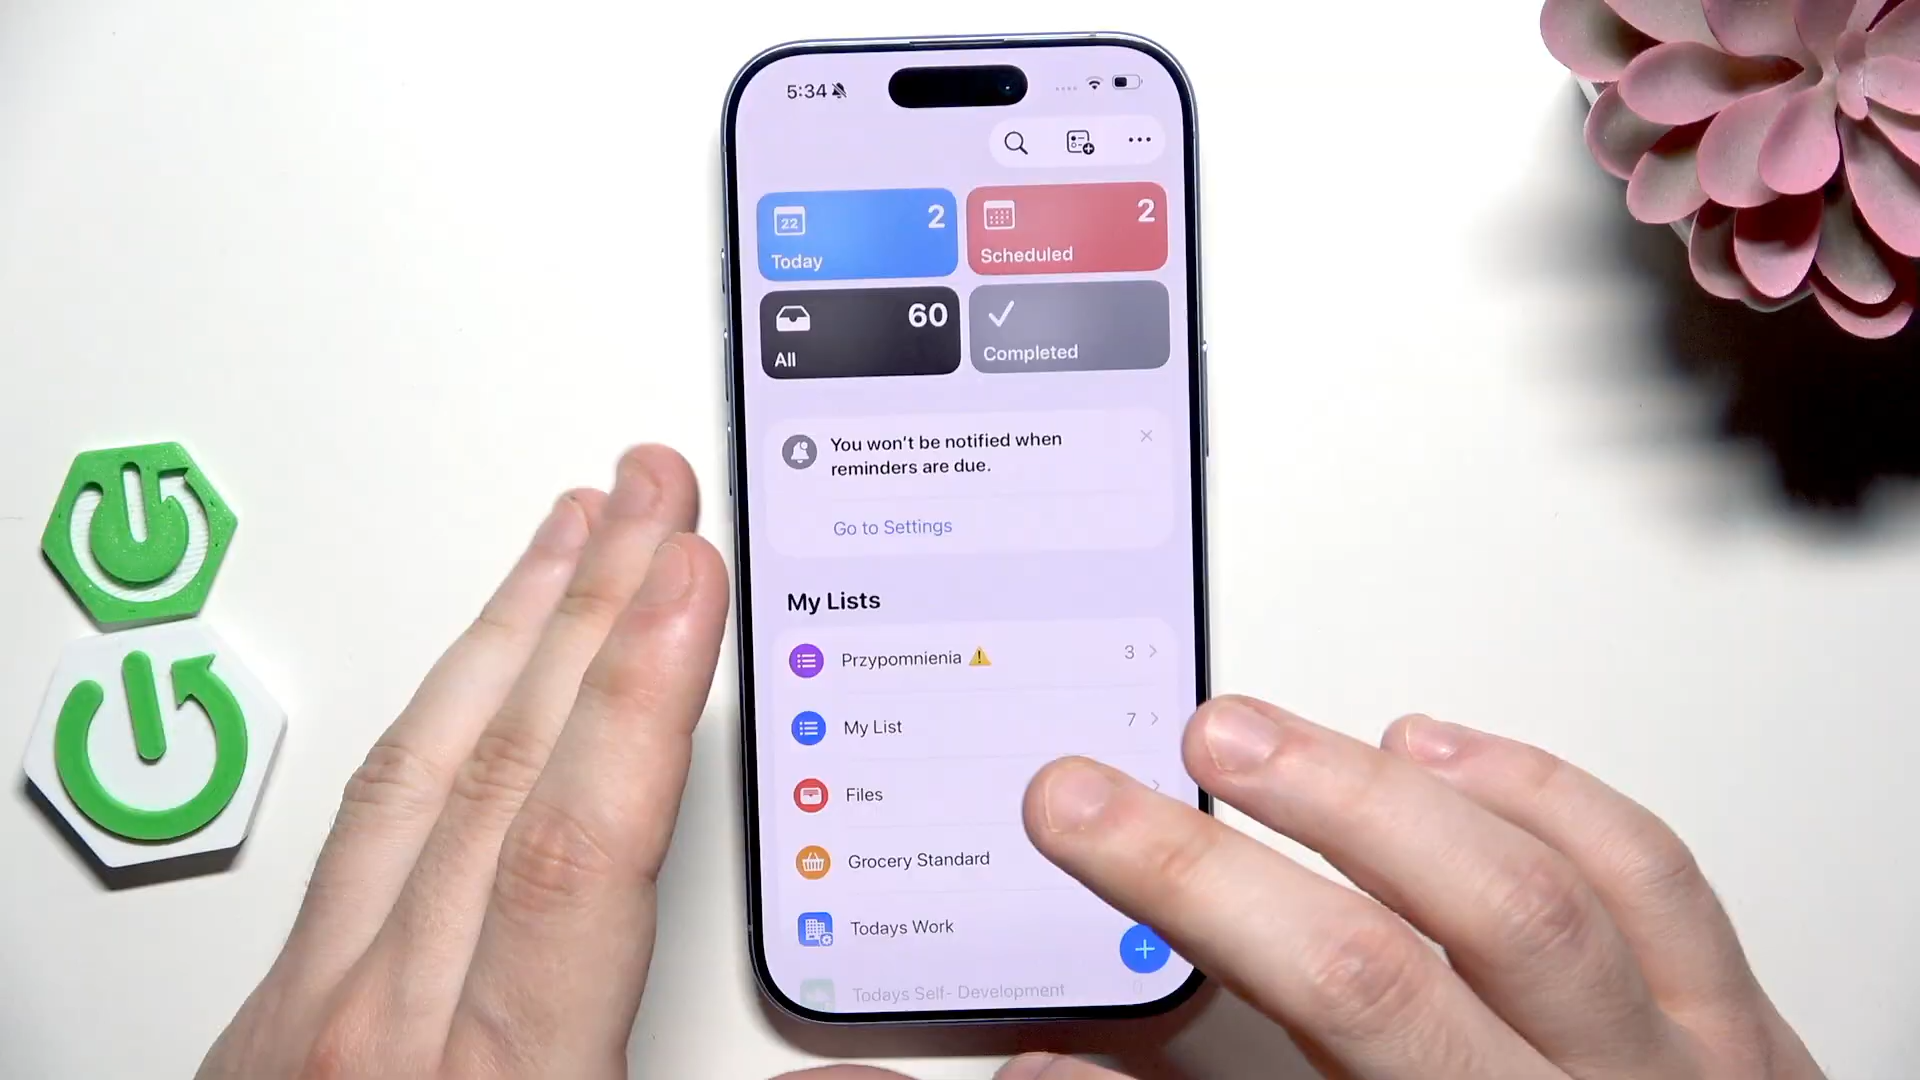 5:34
22
2
Today
2
Scheduled
60
All
Completed
You won't be notified when
reminders are due.
Go to Settings
My Lists
Przypomnienia
3
My List
7
Files
Grocery Standard
Todays Work
Todays Self- Development
0